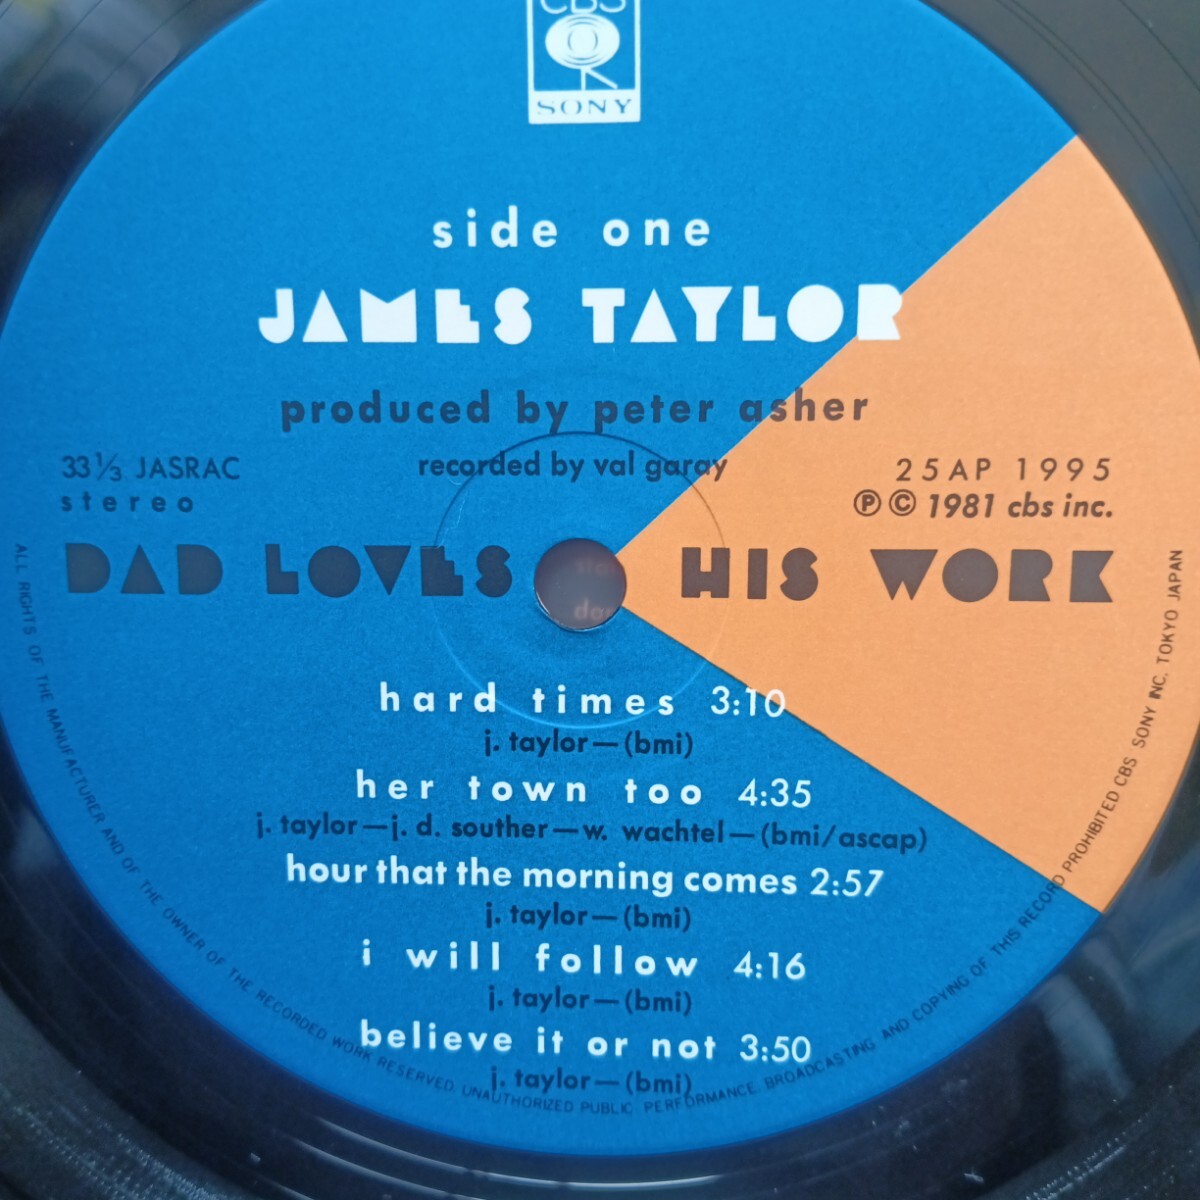 CBS
SONY
side one
JAMES TAYLOR
produced by peter asher
33⅓ JASRAC
recorded by val garay
25AP 1995
stereo
Ⓟ © 1981 cbs inc.
DAD LOVES HIS WORK
hard times 3:10
j. taylor—(bmi)
her town too 4:35
j. taylor—j. d. souther—w. wachtel—(bmi/ascap)
hour that the morning comes 2:57
j. taylor—(bmi)
i will follow 4:16
j. taylor—(bmi)
believe it or not 3:50
j. taylor—(bmi)
ALL RIGHTS OF THE MANUFACTURER AND OF THE OWNER OF THE RECORDED WORK RESERVED. UNAUTHORIZED PUBLIC PERFORMANCE, BROADCASTING AND COPYING OF THIS RECORD PROHIBITED CBS SONY INC. TOKYO JAPAN